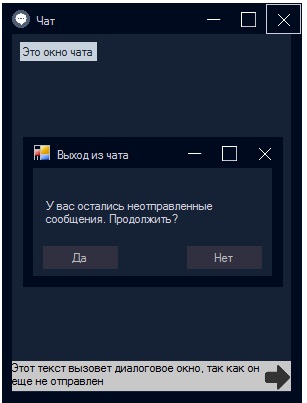 Чат
Это окно чата
Выход из чата
У вас остались неотправленные
сообщения. Продолжить?
Да
Нет
Этот текст вызовет диалоговое окно, так как он
еще не отправлен